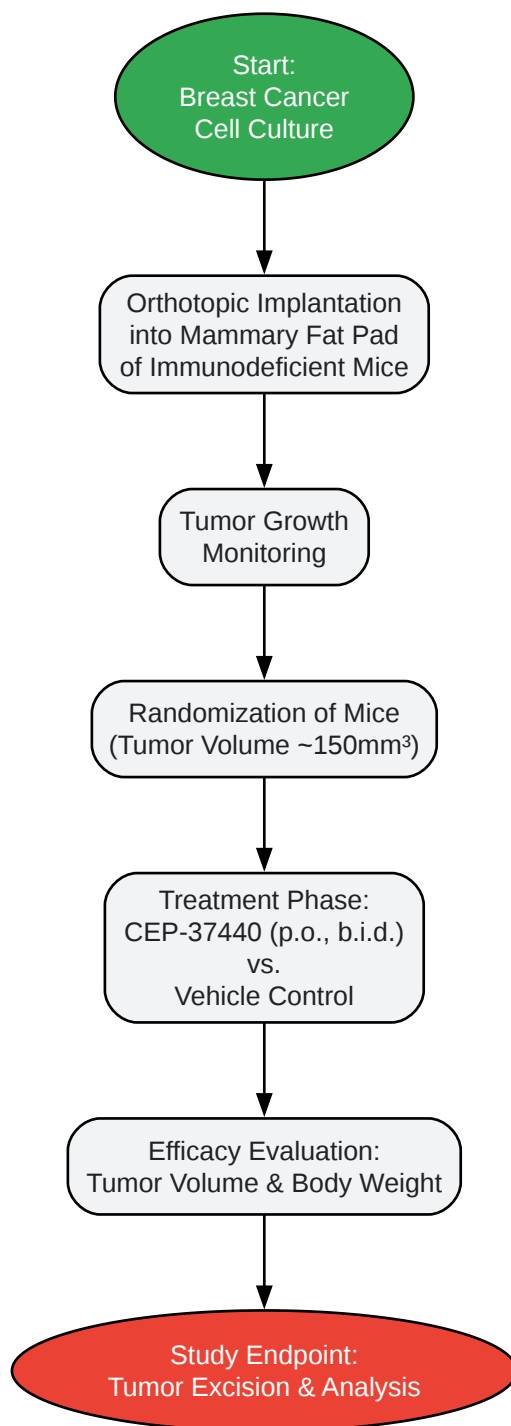 Start:
Breast Cancer
Cell Culture
Orthotopic Implantation
into Mammary Fat Pad
of Immunodeficient Mice
Tumor Growth
Monitoring
Randomization of Mice
(Tumor Volume ~150mm³)
Treatment Phase:
CEP-37440 (p.o., b.i.d.)
vs.
Vehicle Control
Efficacy Evaluation:
Tumor Volume & Body Weight
Study Endpoint:
Tumor Excision & Analysis